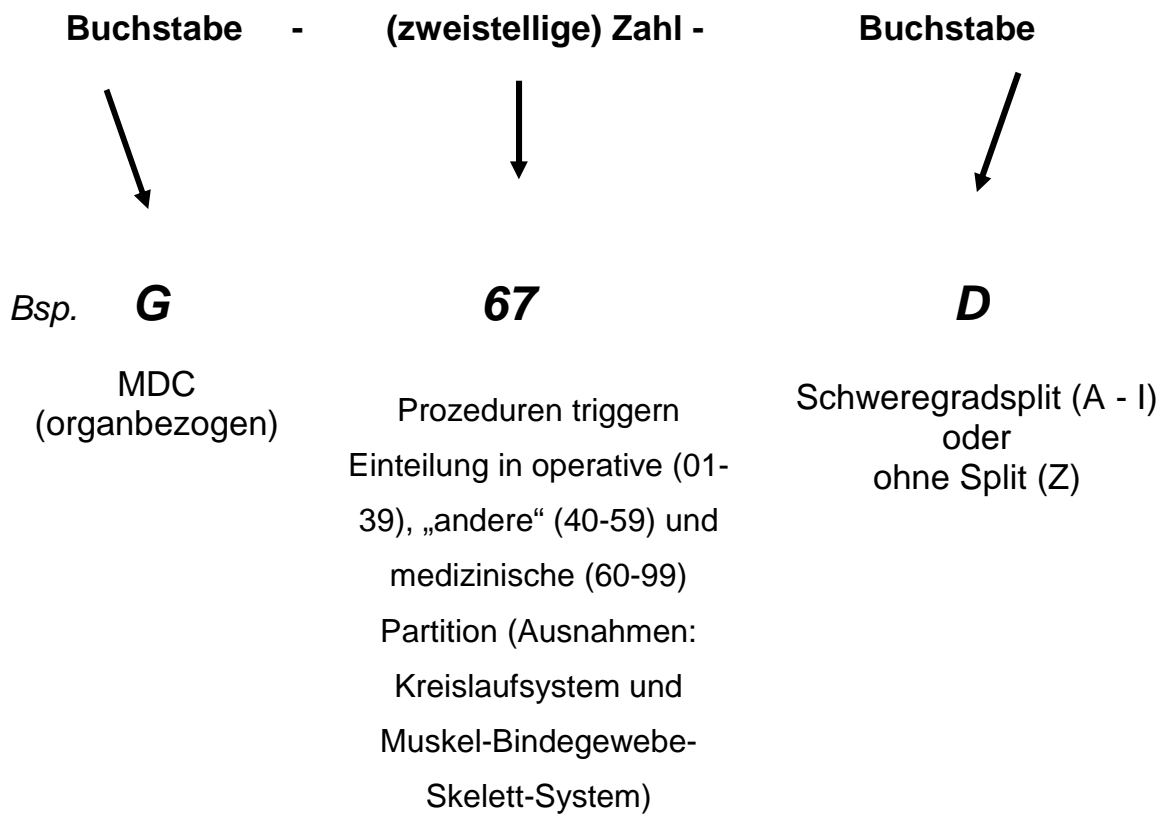 Buchstabe - (zweistellige) Zahl - Buchstabe
Bsp. G 67 D
MDC
(organbezogen)
Prozeduren triggern
Einteilung in operative (01-
39), „andere“ (40-59) und
medizinische (60-99)
Partition (Ausnahmen:
Kreislaufsystem und
Muskel-Bindegewebe-
Skelett-System)
Schweregradsplit (A - I)
oder
ohne Split (Z)